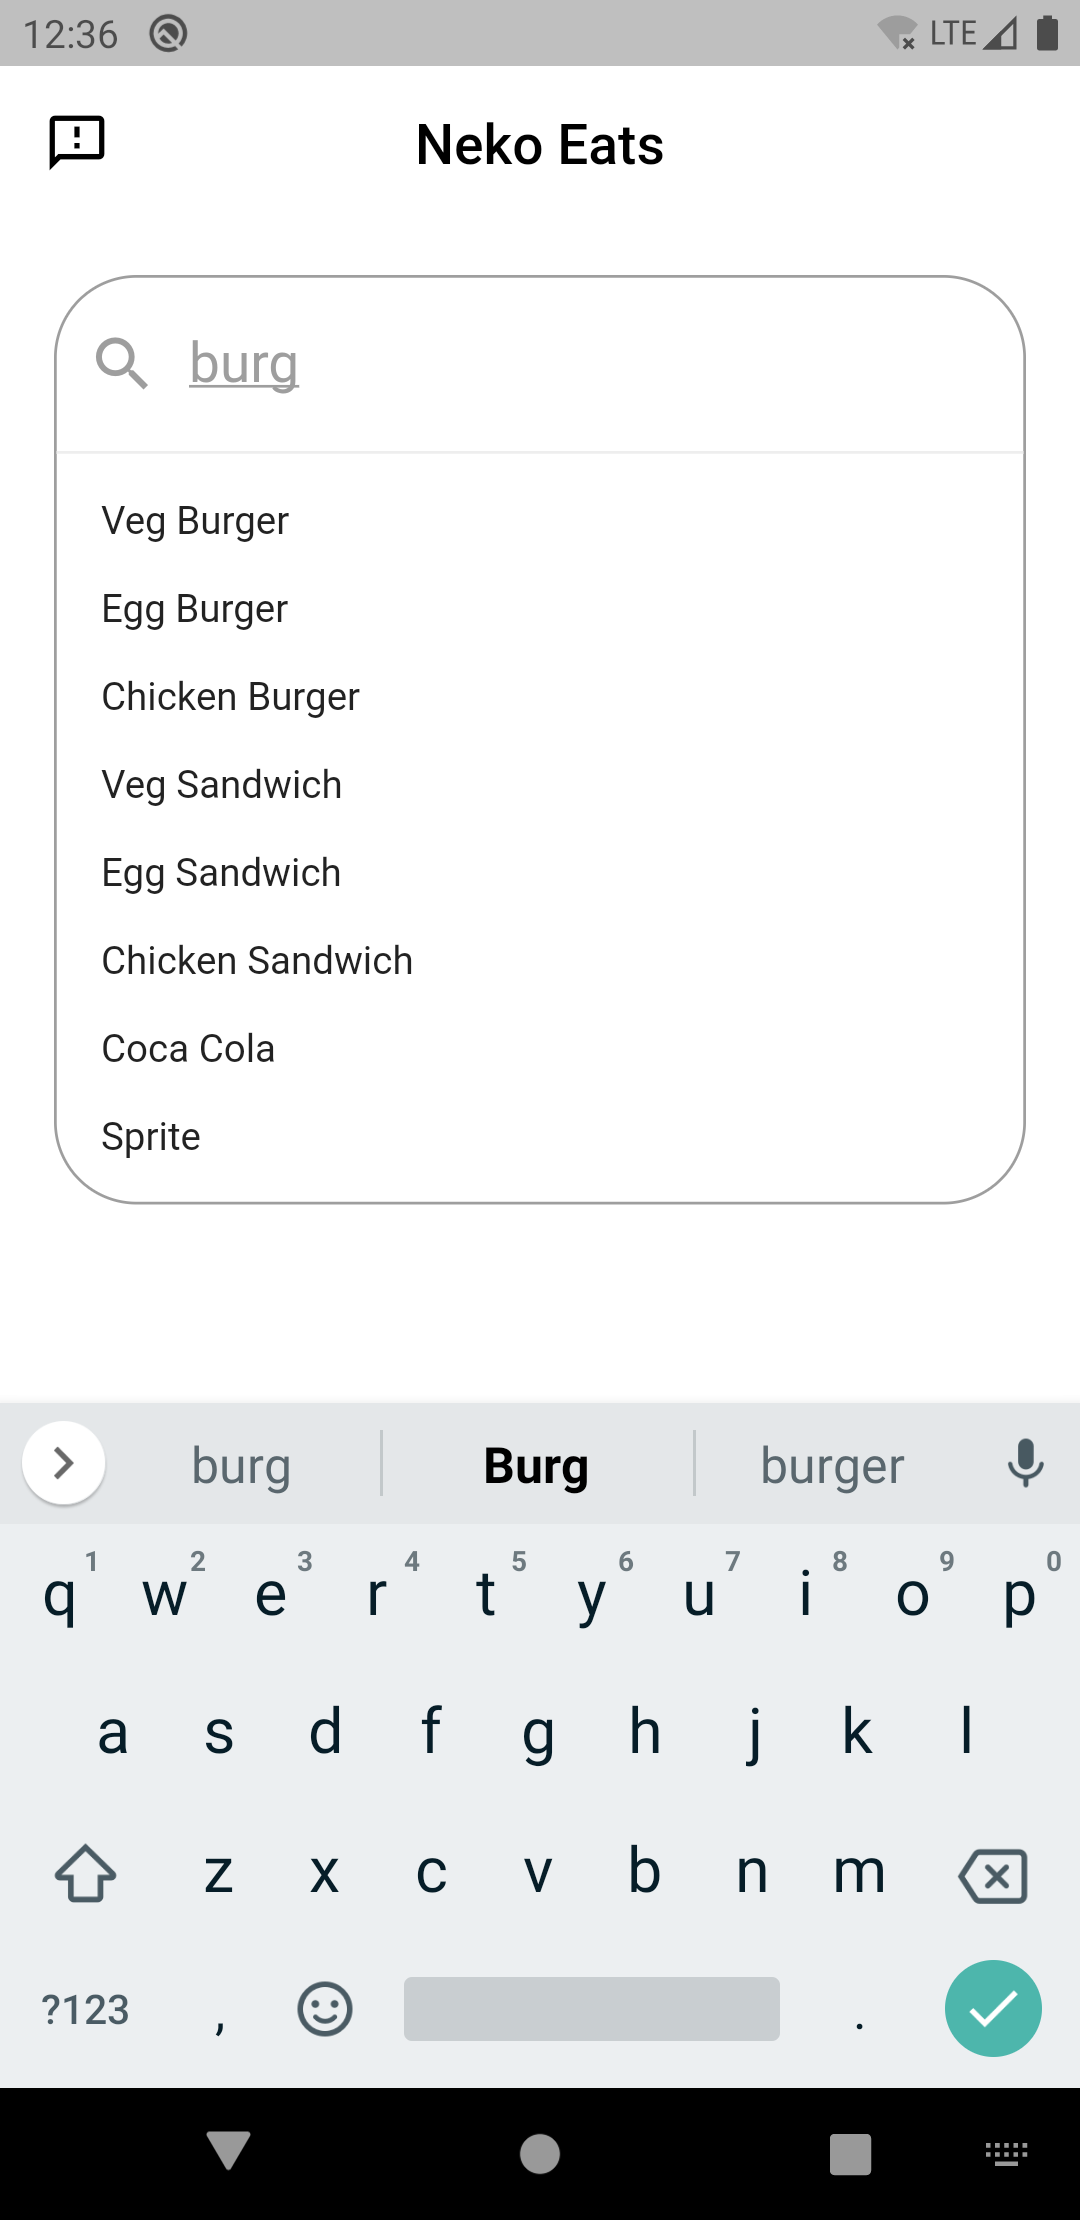 12:36 LTE
Neko Eats
burg
Veg Burger
Egg Burger
Chicken Burger
Veg Sandwich
Egg Sandwich
Chicken Sandwich
Coca Cola
Sprite
burg Burg burger
q 1 w 2 e 3 r 4 t 5 y 6 u 7 i 8 o 9 p 0
a s d f g h j k l
z x c v b n m
?123 , .